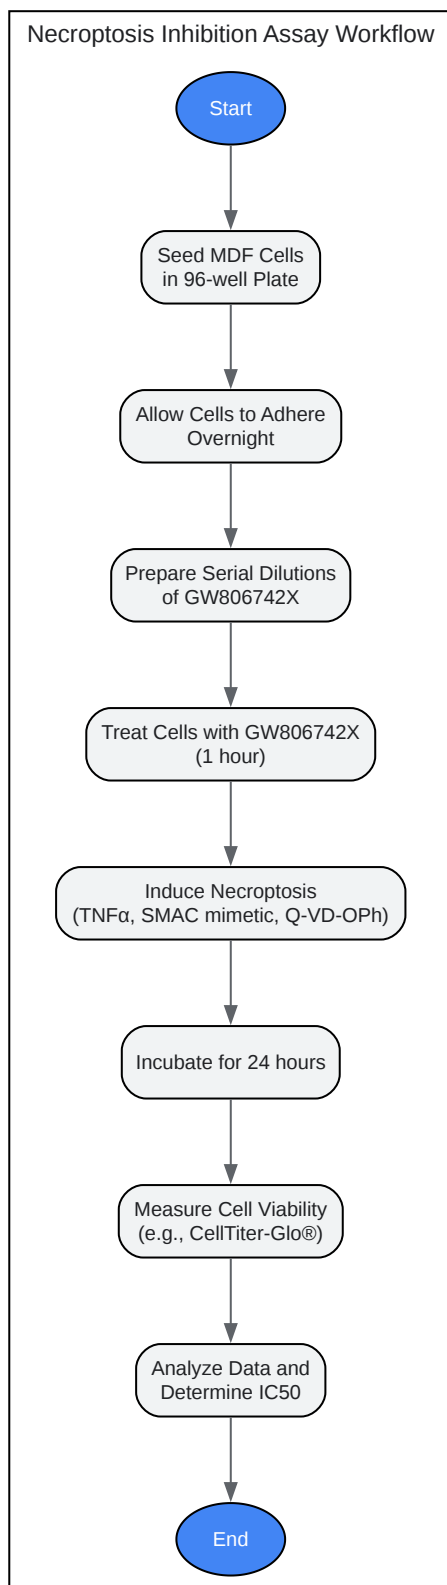 Necroptosis Inhibition Assay Workflow
Start
Seed MDF Cells
in 96-well Plate
Allow Cells to Adhere
Overnight
Prepare Serial Dilutions
of GW806742X
Treat Cells with GW806742X
(1 hour)
Induce Necroptosis
(TNFα, SMAC mimetic, Q-VD-OPh)
Incubate for 24 hours
Measure Cell Viability
(e.g., CellTiter-Glo®)
Analyze Data and
Determine IC50
End